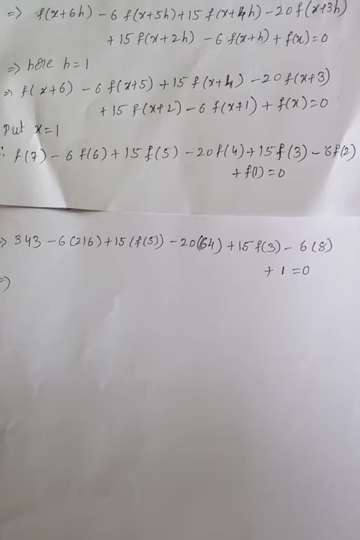 => f(x+6h) - 6 f(x+5h) + 15 f(x+4h) - 20 f(x+3h)
+ 15 f(x+2h) - 6 f(x+h) + f(x) = 0
=> here h = 1
=> f(x+6) - 6 f(x+5) + 15 f(x+4) - 20 f(x+3)
+ 15 f(x+2) - 6 f(x+1) + f(x) = 0
Put x = 1
∴ f(7) - 6 f(6) + 15 f(5) - 20 f(4) + 15 f(3) - 6 f(2)
+ f(1) = 0
=> 343 - 6(216) + 15(f(5)) - 20(64) + 15 f(3) - 6(8)
+ 1 = 0
=>